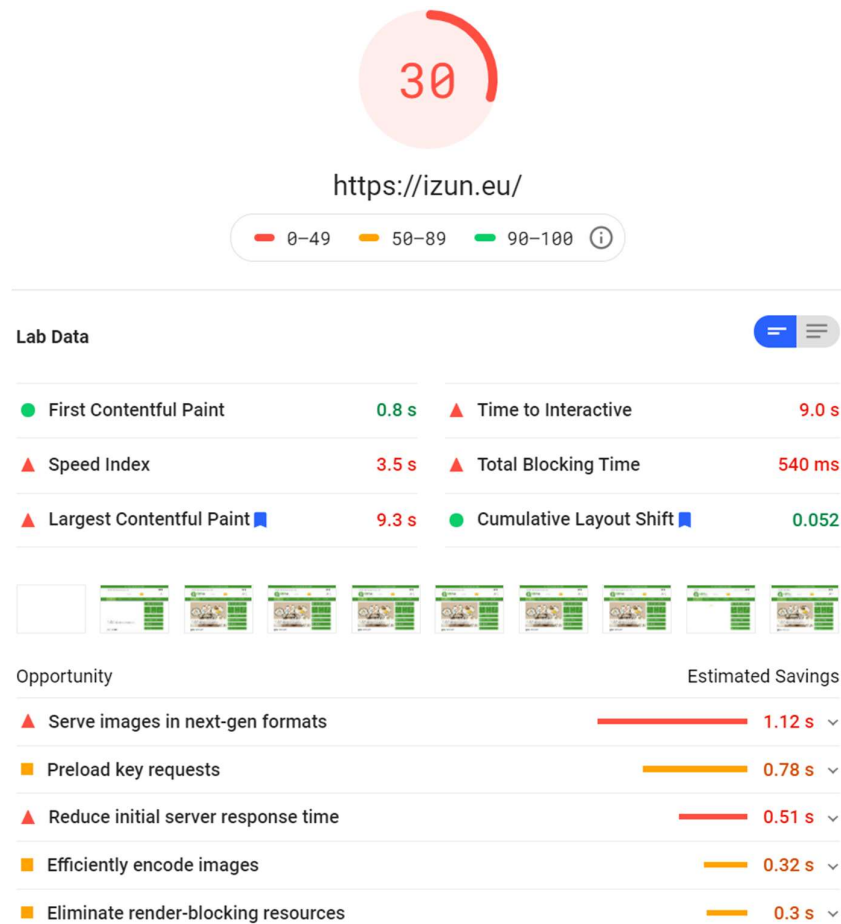 30
https://izun.eu/
0–49 50–89 90–100
Lab Data
First Contentful Paint 0.8 s
Time to Interactive 9.0 s
Speed Index 3.5 s
Total Blocking Time 540 ms
Largest Contentful Paint 9.3 s
Cumulative Layout Shift 0.052
Opportunity Estimated Savings
Serve images in next-gen formats 1.12 s
Preload key requests 0.78 s
Reduce initial server response time 0.51 s
Efficiently encode images 0.32 s
Eliminate render-blocking resources 0.3 s